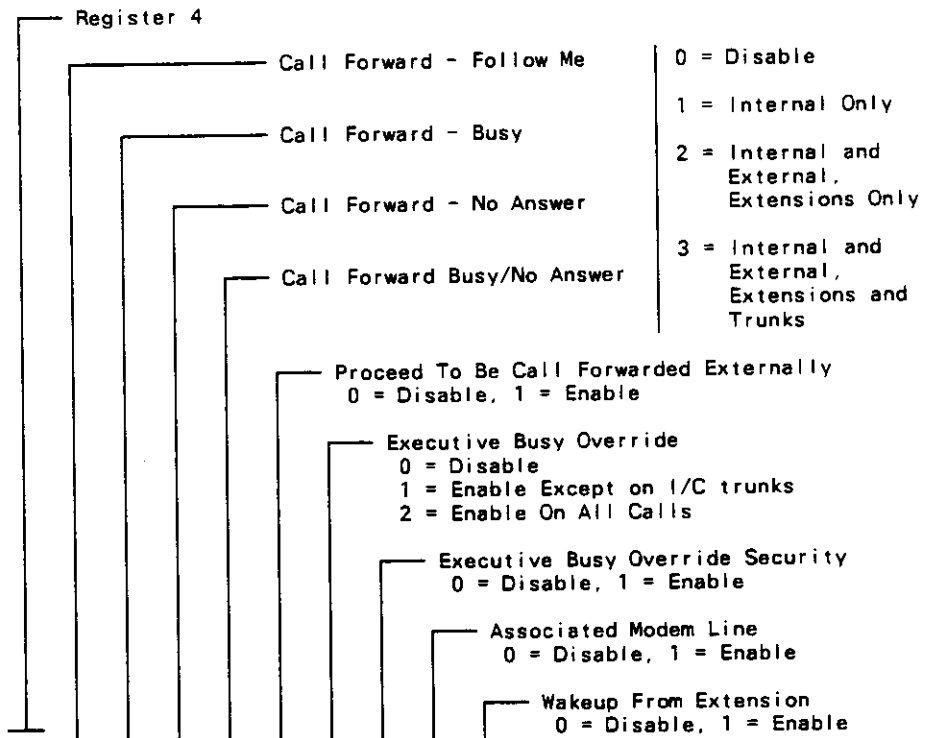 Register 4
Call Forward - Follow Me
Call Forward - Busy
Call Forward - No Answer
Call Forward Busy/No Answer
0 = Disable
1 = Internal Only
2 = Internal and
External,
Extensions Only
3 = Internal and
External,
Extensions and
Trunks
Proceed To Be Call Forwarded Externally
0 = Disable, 1 = Enable
Executive Busy Override
0 = Disable
1 = Enable Except on I/C trunks
2 = Enable On All Calls
Executive Busy Override Security
0 = Disable, 1 = Enable
Associated Modem Line
0 = Disable, 1 = Enable
Wakeup From Extension
0 = Disable, 1 = Enable